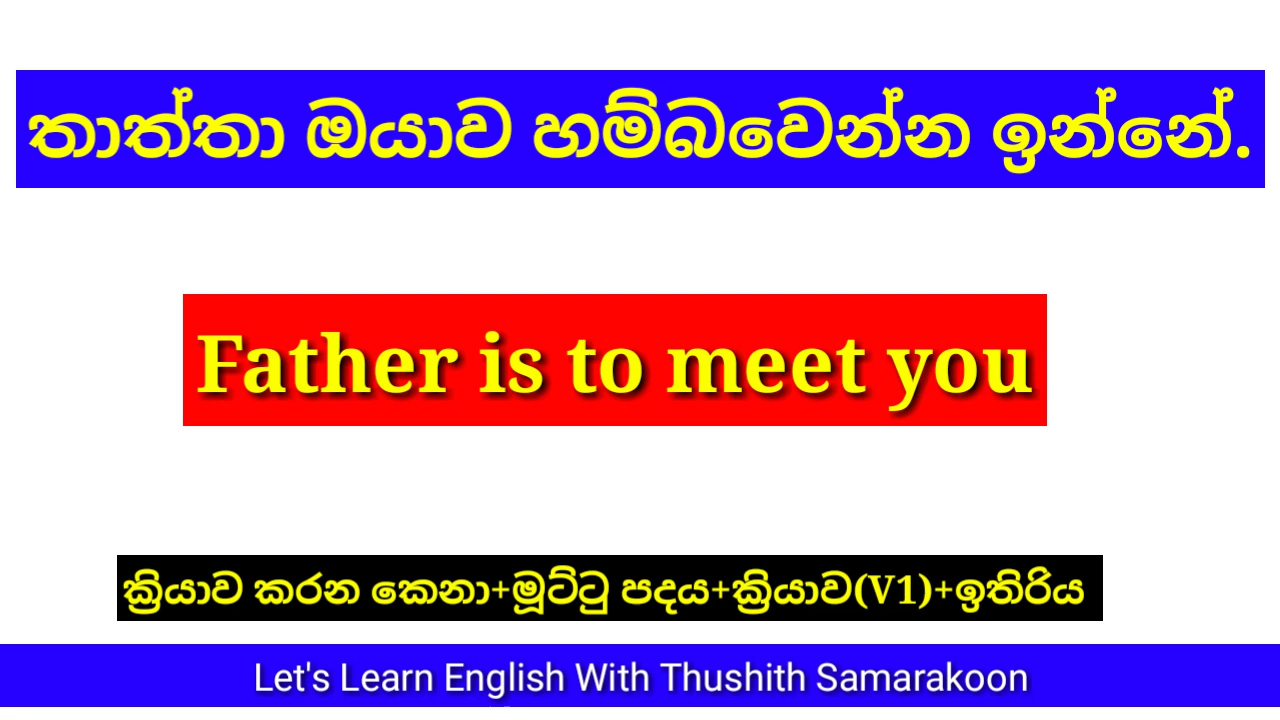 තාත්තා ඔයාව හම්බවෙන්න ඉන්නේ.
Father is to meet you
ක්‍රියාව කරන කෙනා+මූට්ටු පදය+ක්‍රියාව(V1)+ඉතිරිය
Let's Learn English With Thushith Samarakoon